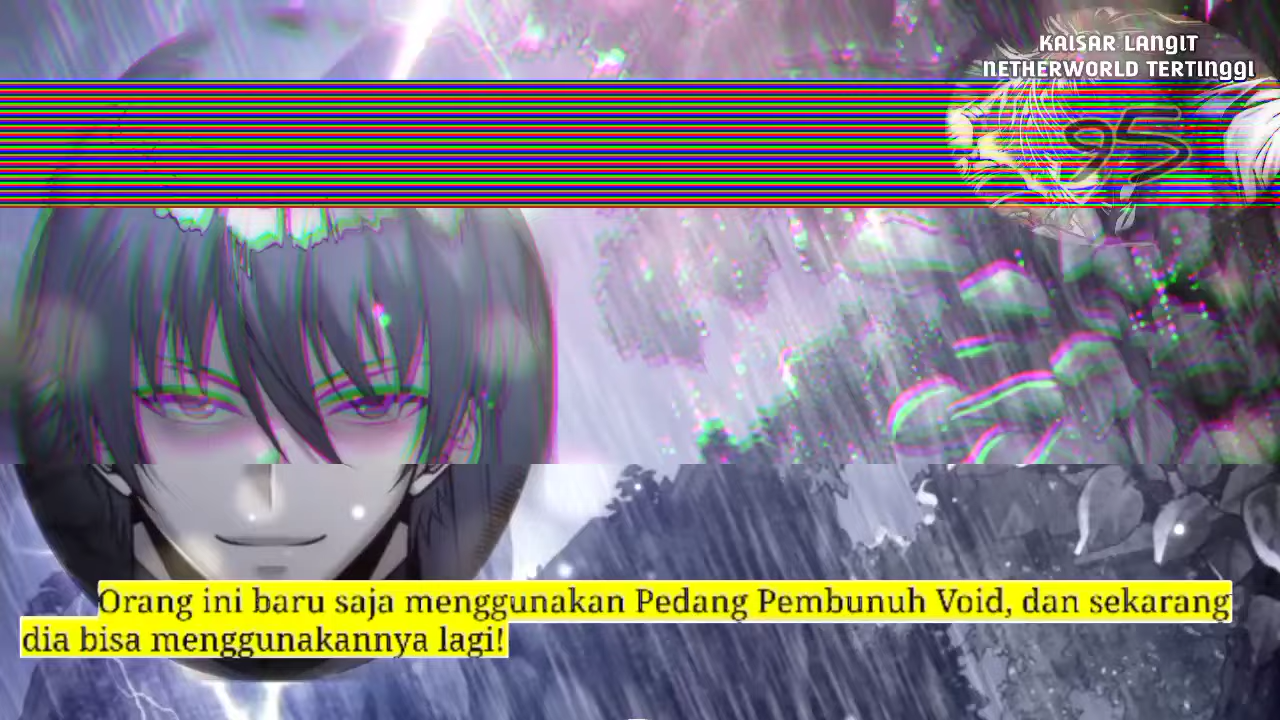 KAISAR LANGIT
NETHERWORLD TERTINGGI
95
Orang ini baru saja menggunakan Pedang Pembunuh Void, dan sekarang
dia bisa menggunakannya lagi!